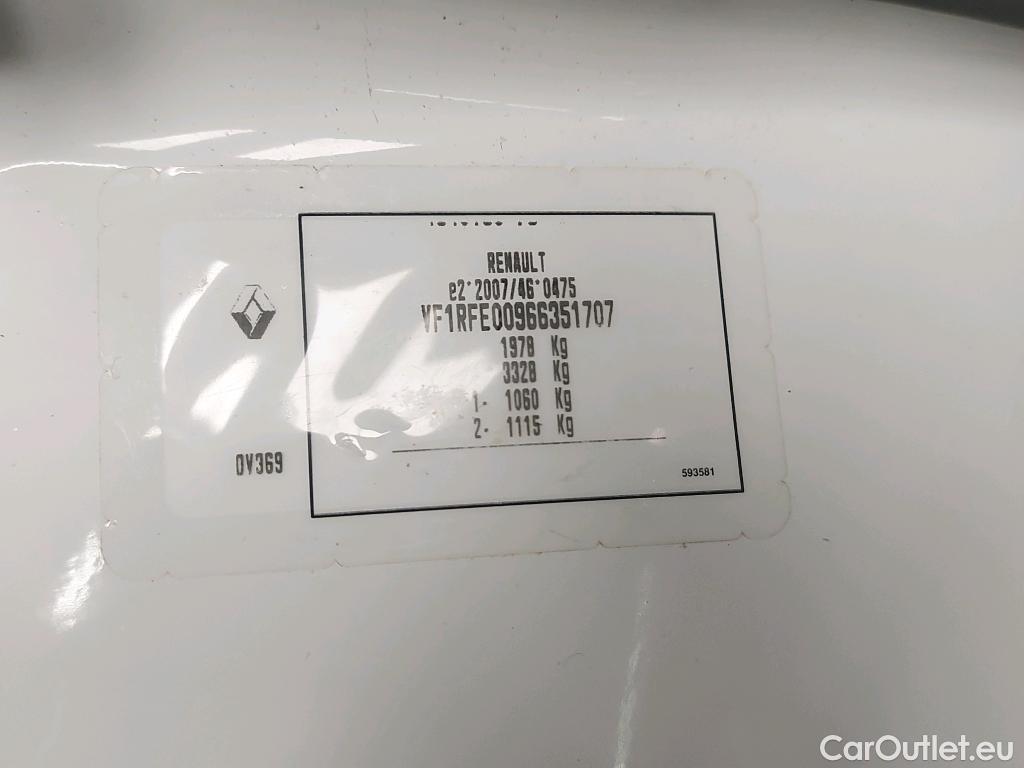 RENAULT
e2*2007/46*0475
VF1RFE00966351707
1978 Kg
3328 Kg
1- 1060 Kg
2- 1115 Kg
0V369
593581
CarOutlet.eu